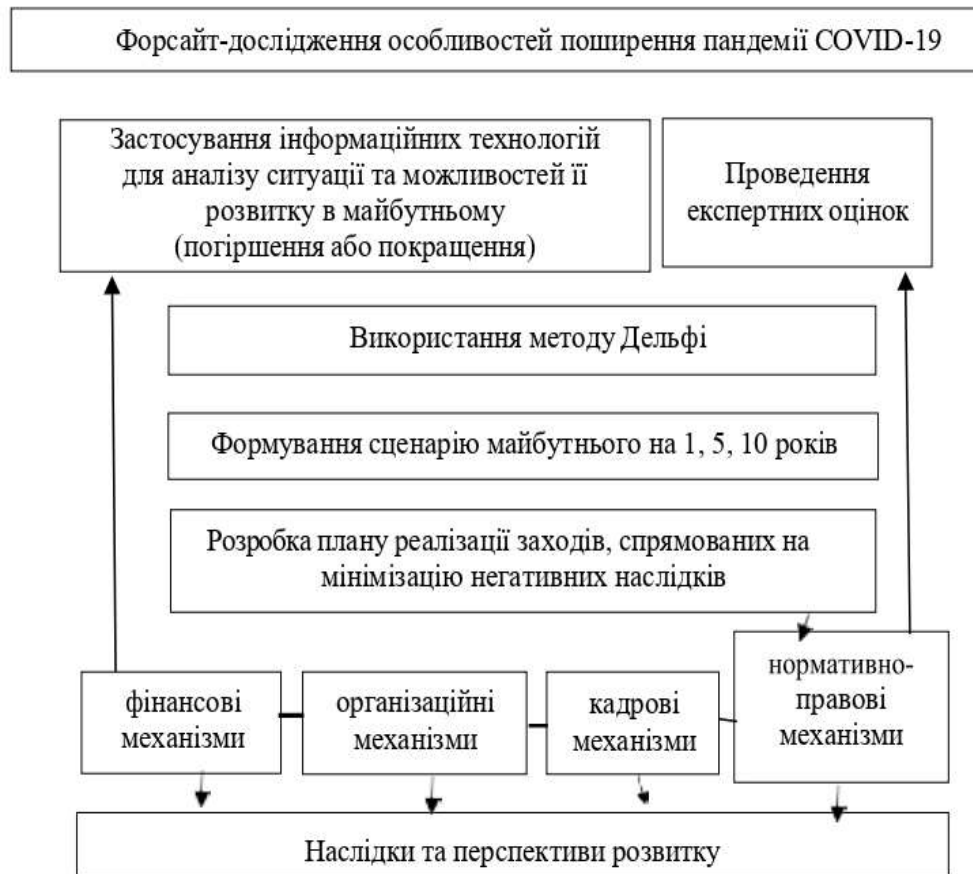 Форсайт-дослідження особливостей поширення пандемії COVID-19
Застосування інформаційних технологій
для аналізу ситуації та можливостей її
розвитку в майбутньому
(погіршення або покращення)
Проведення
експертних оцінок
Використання методу Дельфі
Формування сценарію майбутнього на 1, 5, 10 років
Розробка плану реалізації заходів, спрямованих на
мінімізацію негативних наслідків
фінансові
механізми
організаційні
механізми
кадрові
механізми
нормативно-
правові
механізми
Наслідки та перспективи розвитку